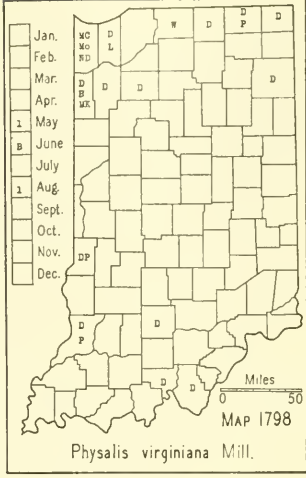 Jan.
Feb.
Mar.
Apr.
1 May
B June
July
1 Aug.
Sept.
Oct.
Nov.
Dec.
MC
MO
ND
D
L
W
D
D
P
D
D
B
MK
D
D
D
DP
D
P
D
D
D
Miles
0 50
MAP 1798
Physalis virginiana Mill.